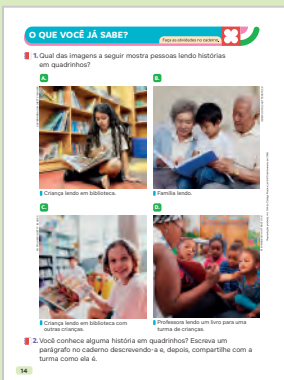 O QUE VOCÊ JÁ SABE?
Faça as atividades no caderno.
1. Qual das imagens a seguir mostra pessoas lendo histórias
em quadrinhos?
A.
B.
Criança lendo em biblioteca.
Família lendo.
C.
D.
Criança lendo em biblioteca com
outras crianças.
Professora lendo um livro para uma
turma de crianças.
2. Você conhece alguma história em quadrinhos? Escreva um
parágrafo no caderno descrevendo-a e, depois, compartilhe com a
turma como ela é.
14